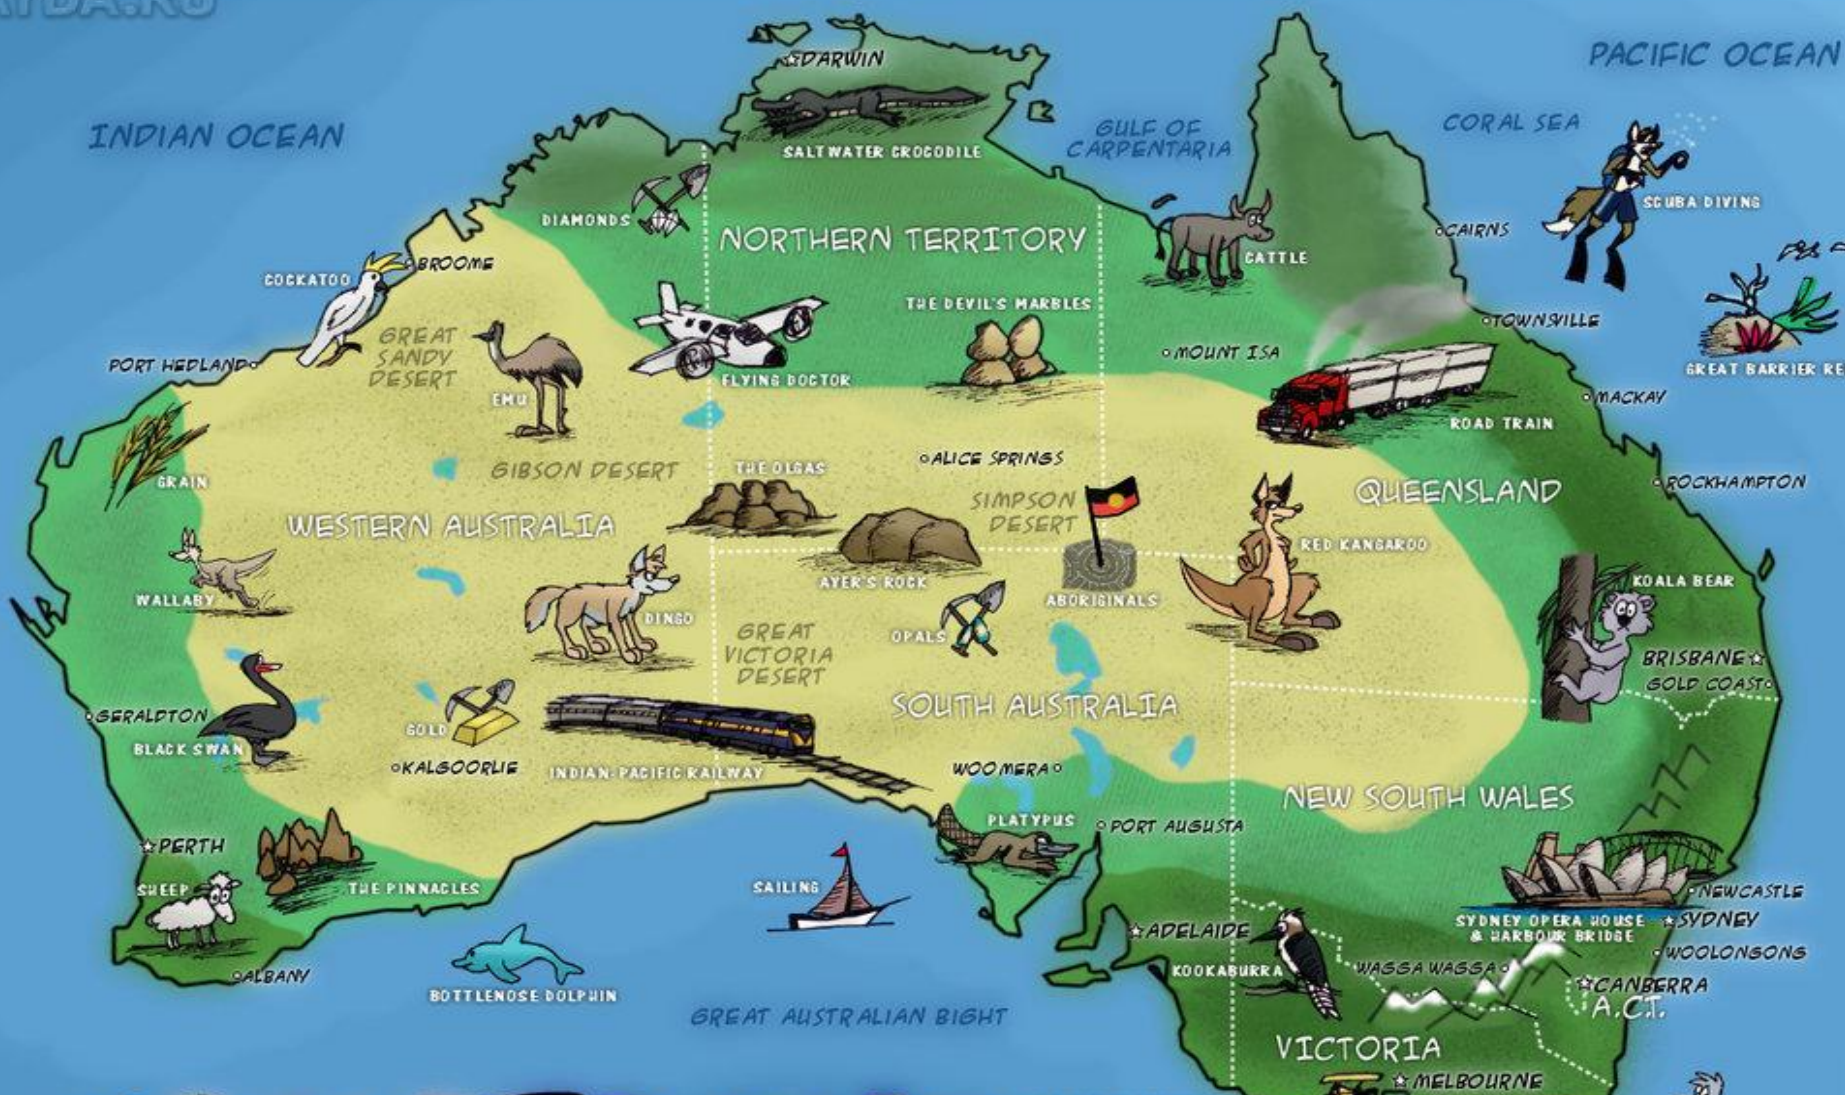 DARWIN
PACIFIC OCEAN
INDIAN OCEAN
GULF OF
CARPENTARIA
CORAL SEA
SALTWATER CROCODILE
SCUBA DIVING
DIAMONDS
NORTHERN TERRITORY
CAIRNS
CATTLE
BROOME
COCKATOO
THE DEVIL'S MARBLES
TOWNSVILLE
GREAT
SANDY
DESERT
PORT HEDLAND
MOUNT ISA
FLYING DOCTOR
GREAT BARRIER RE
EMU
MACKAY
ROAD TRAIN
ALICE SPRINGS
GIBSON DESERT
THE OLGAS
GRAIN
ROCKHAMPTON
SIMPSON
DESERT
QUEENSLAND
WESTERN AUSTRALIA
RED KANGAROO
AYER'S ROCK
KOALA BEAR
WALLABY
ABORIGINALS
DINGO
OPALS
GREAT
VICTORIA
DESERT
BRISBANE
GOLD COAST
SOUTH AUSTRALIA
GERALDTON
GOLD
BLACK SWAN
KALGOORLIE
INDIAN-PACIFIC RAILWAY
WOOMERA
NEW SOUTH WALES
PLATYPUS
PORT AUGUSTA
PERTH
SHEEP
THE PINNACLES
SAILING
NEWCASTLE
SYDNEY OPERA HOUSE
& HARBOUR BRIDGE
SYDNEY
ADELAIDE
WOOLONGONG
KOOKABURRA
WAGGA WAGGA
ALBANY
CANBERRA
A.C.T.
BOTTLENOSE DOLPHIN
GREAT AUSTRALIAN BIGHT
VICTORIA
MELBOURNE